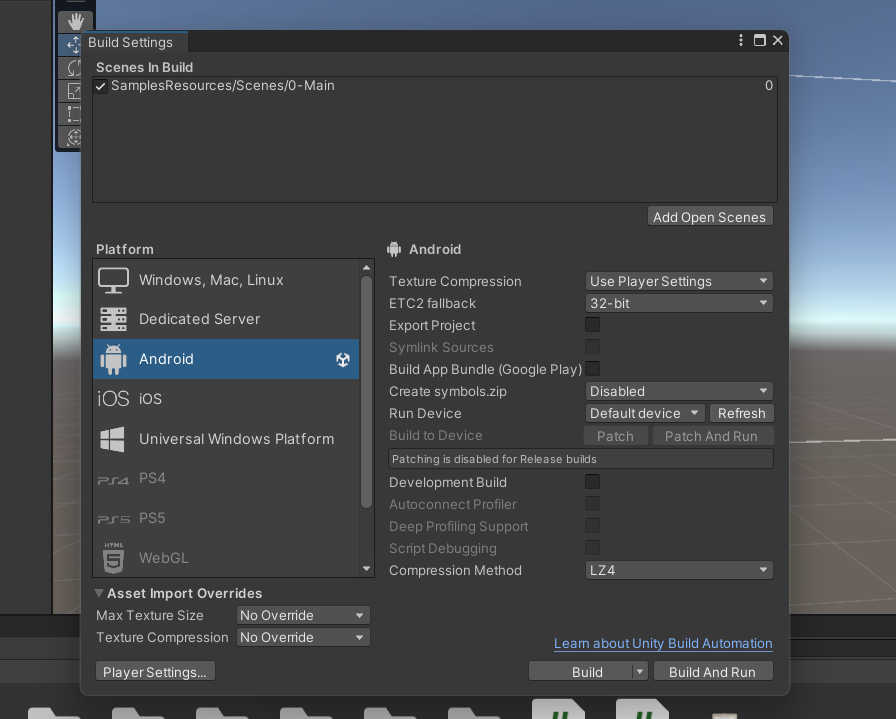 Build Settings
Scenes In Build
SamplesResources/Scenes/0-Main 0
Add Open Scenes
Platform
Windows, Mac, Linux
Dedicated Server
Android
iOS iOS
Universal Windows Platform
PS4 PS4
PS5 PS5
HTML 5 WebGL
Android
Texture Compression Use Player Settings
ETC2 fallback 32-bit
Export Project
Symlink Sources
Build App Bundle (Google Play)
Create symbols.zip Disabled
Run Device Default device Refresh
Build to Device Patch Patch And Run
Patching is disabled for Release builds
Development Build
Autoconnect Profiler
Deep Profiling Support
Script Debugging
Compression Method LZ4
Asset Import Overrides
Max Texture Size No Override
Texture Compression No Override
Learn about Unity Build Automation
Player Settings... Build Build And Run